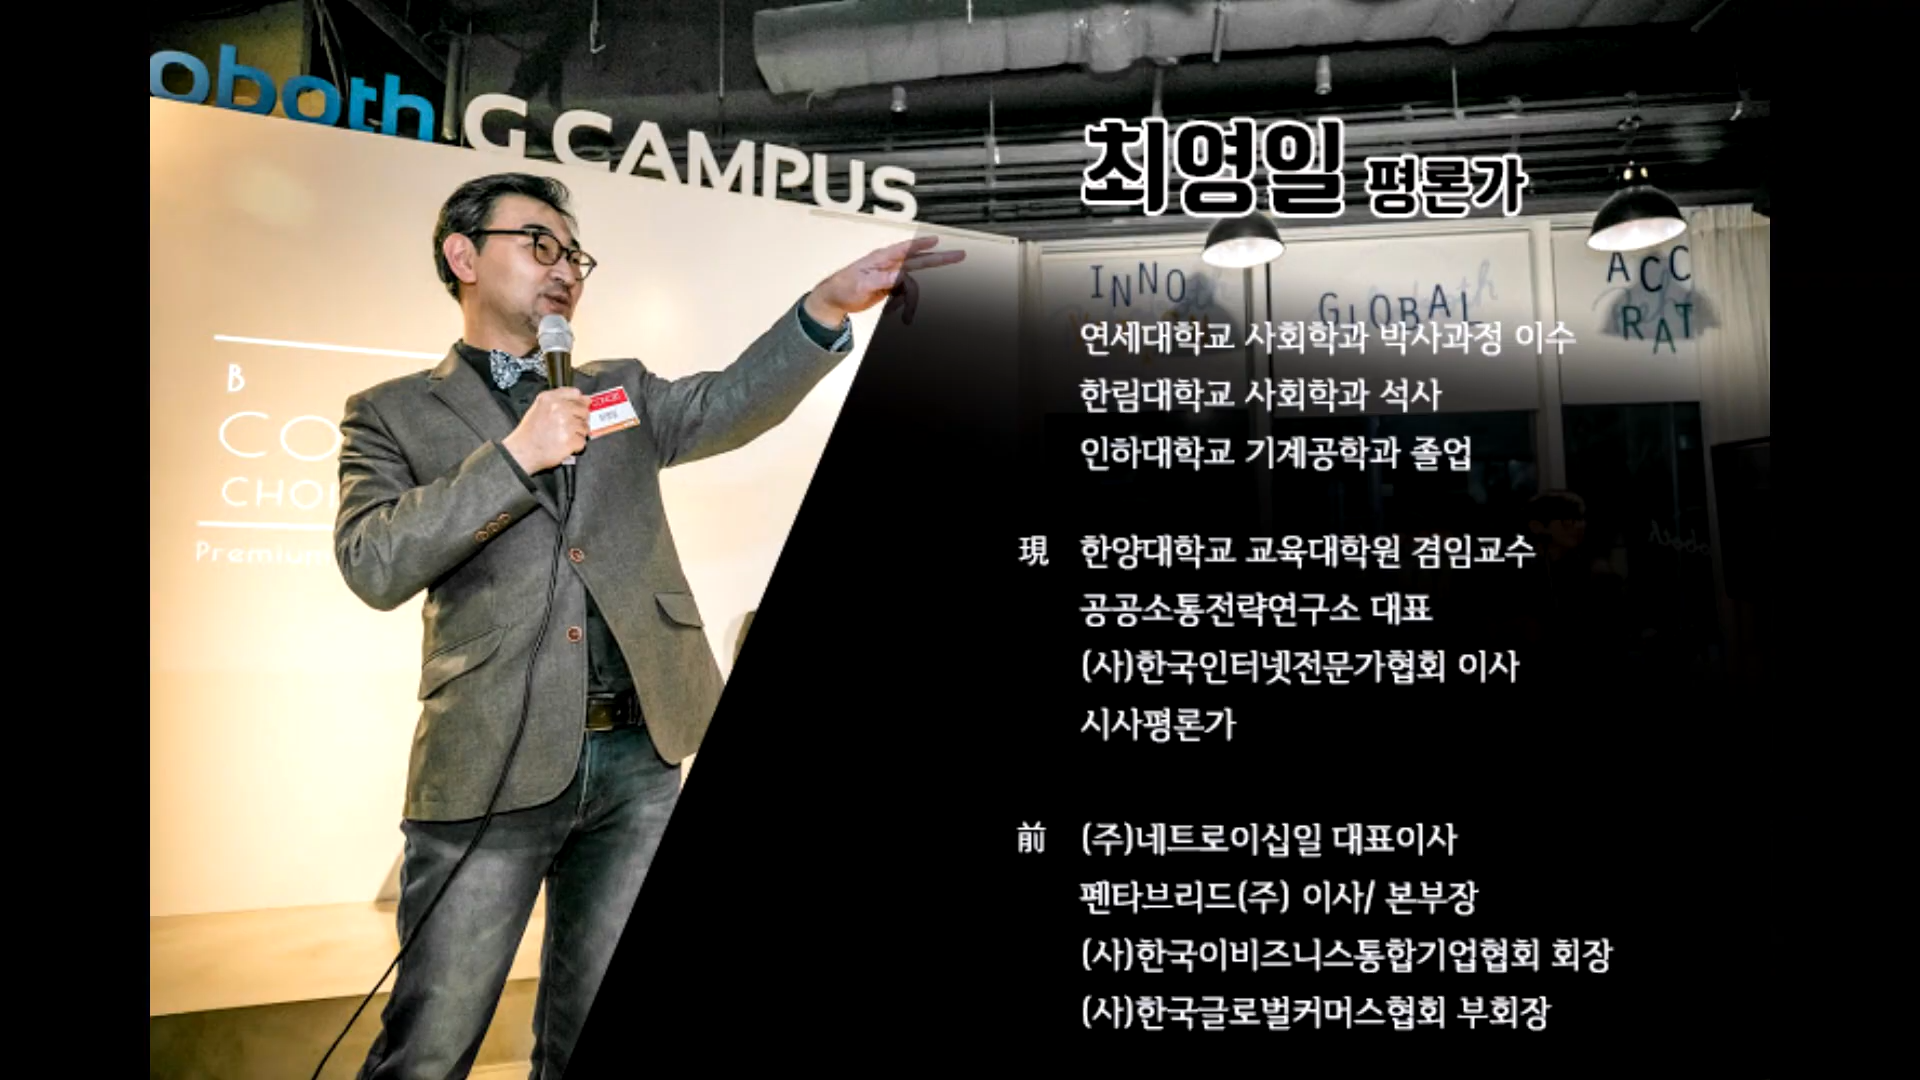 oboth G CAMPUS
최영일 평론가
INNO
GLOBAL
ACC
RAT
연세대학교 사회학과 박사과정 이수
한림대학교 사회학과 석사
인하대학교 기계공학과 졸업
B
CO
CHOI
Premium
現 한양대학교 교육대학원 겸임교수
공공소통전략연구소 대표
(사)한국인터넷전문가협회 이사
시사평론가
前 (주)네트로이십일 대표이사
펜타브리드(주) 이사/ 본부장
(사)한국이비즈니스통합기업협회 회장
(사)한국글로벌커머스협회 부회장